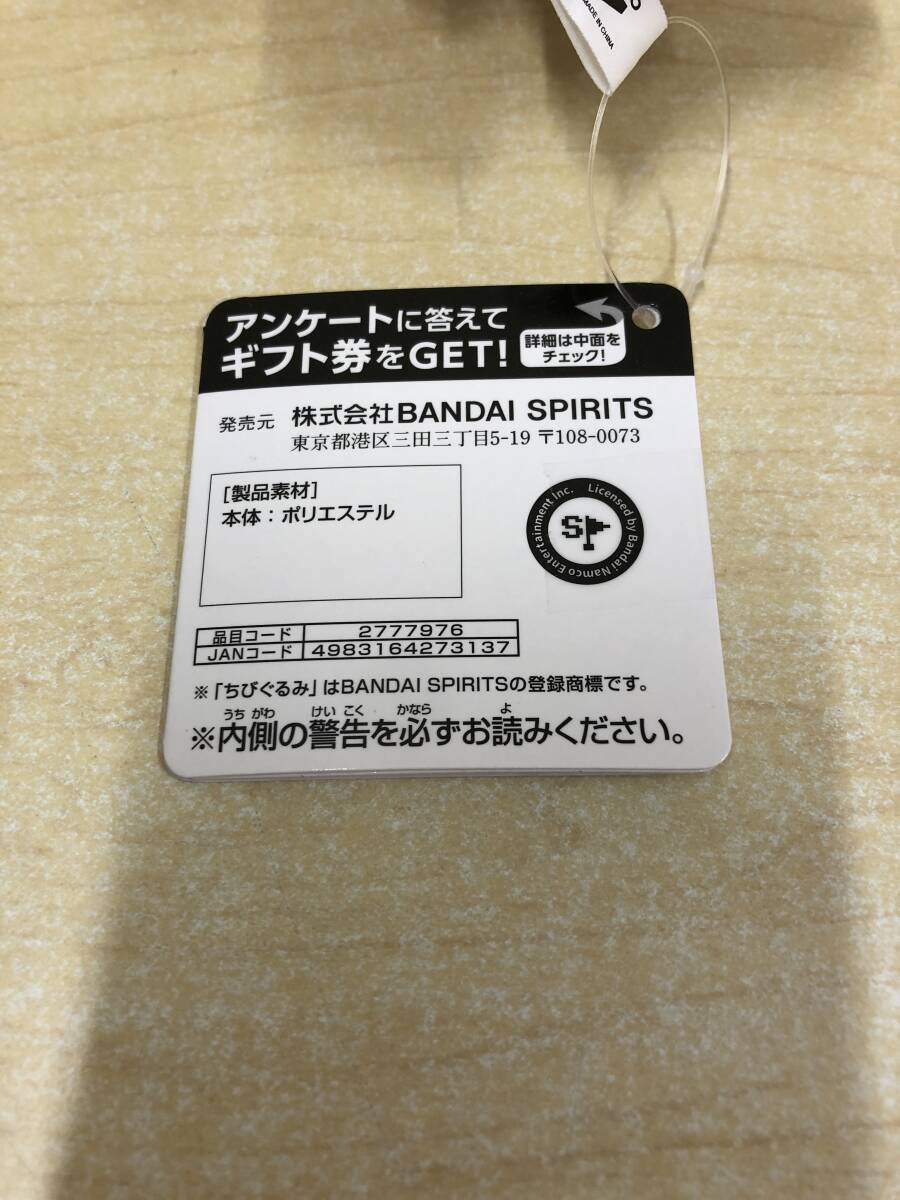 MADE IN CHINA
アンケートに答えて
ギフト券をGET!
詳細は中面を
チェック!
発売元 株式会社BANDAI SPIRITS
東京都港区三田三丁目5-19 〒108-0073
[製品素材]
本体:ポリエステル
Licensed by Bandai Namco Entertainment Inc.
SP
品目コード 2777976
JANコード 4983164273137
※「ちびぐるみ」はBANDAI SPIRITSの登録商標です。
うちがわ けいこく かなら よ
※内側の警告を必ずお読みください。